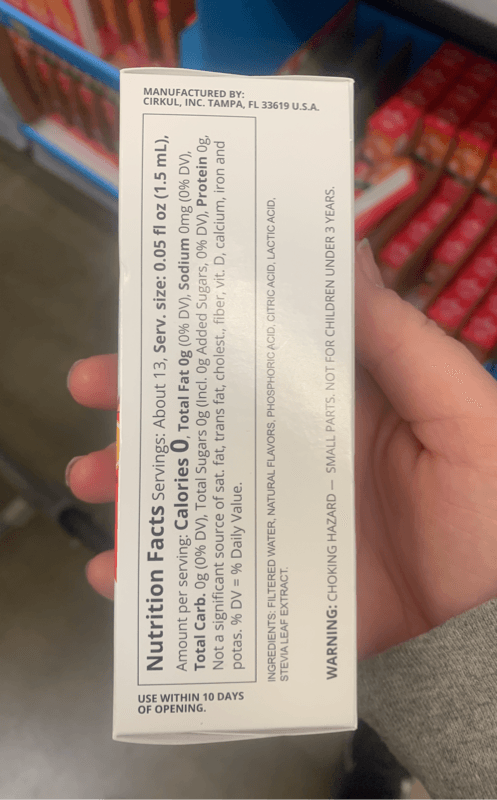 MANUFACTURED BY:
CIRKUL, INC. TAMPA, FL 33619 U.S.A.
Nutrition Facts Servings: About 13, Serv. size: 0.05 fl oz (1.5 mL),
Amount per serving: Calories 0, Total Fat 0g (0% DV), Sodium 0mg (0% DV),
Total Carb. 0g (0% DV), Total Sugars 0g (Incl. 0g Added Sugars, 0% DV), Protein 0g,
Not a significant source of sat. fat, trans fat, cholest., fiber, vit. D, calcium, iron and
potas. % DV = % Daily Value.
INGREDIENTS: FILTERED WATER, NATURAL FLAVORS, PHOSPHORIC ACID, CITRIC ACID, LACTIC ACID,
STEVIA LEAF EXTRACT.
WARNING: CHOKING HAZARD — SMALL PARTS. NOT FOR CHILDREN UNDER 3 YEARS.
USE WITHIN 10 DAYS
OF OPENING.